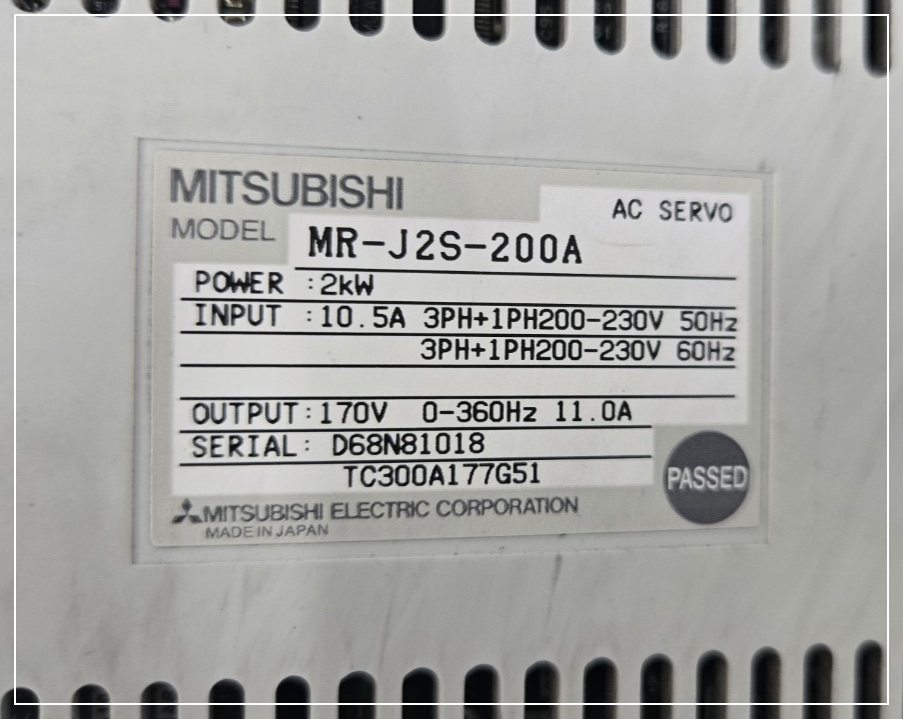 MITSUBISHI
AC SERVO
MODEL MR-J2S-200A
POWER :2kW
INPUT :10.5A 3PH+1PH200-230V 50Hz
3PH+1PH200-230V 60Hz
OUTPUT:170V 0-360Hz 11.0A
SERIAL: D68N81018
TC300A177G51
PASSED
MITSUBISHI ELECTRIC CORPORATION
MADE IN JAPAN